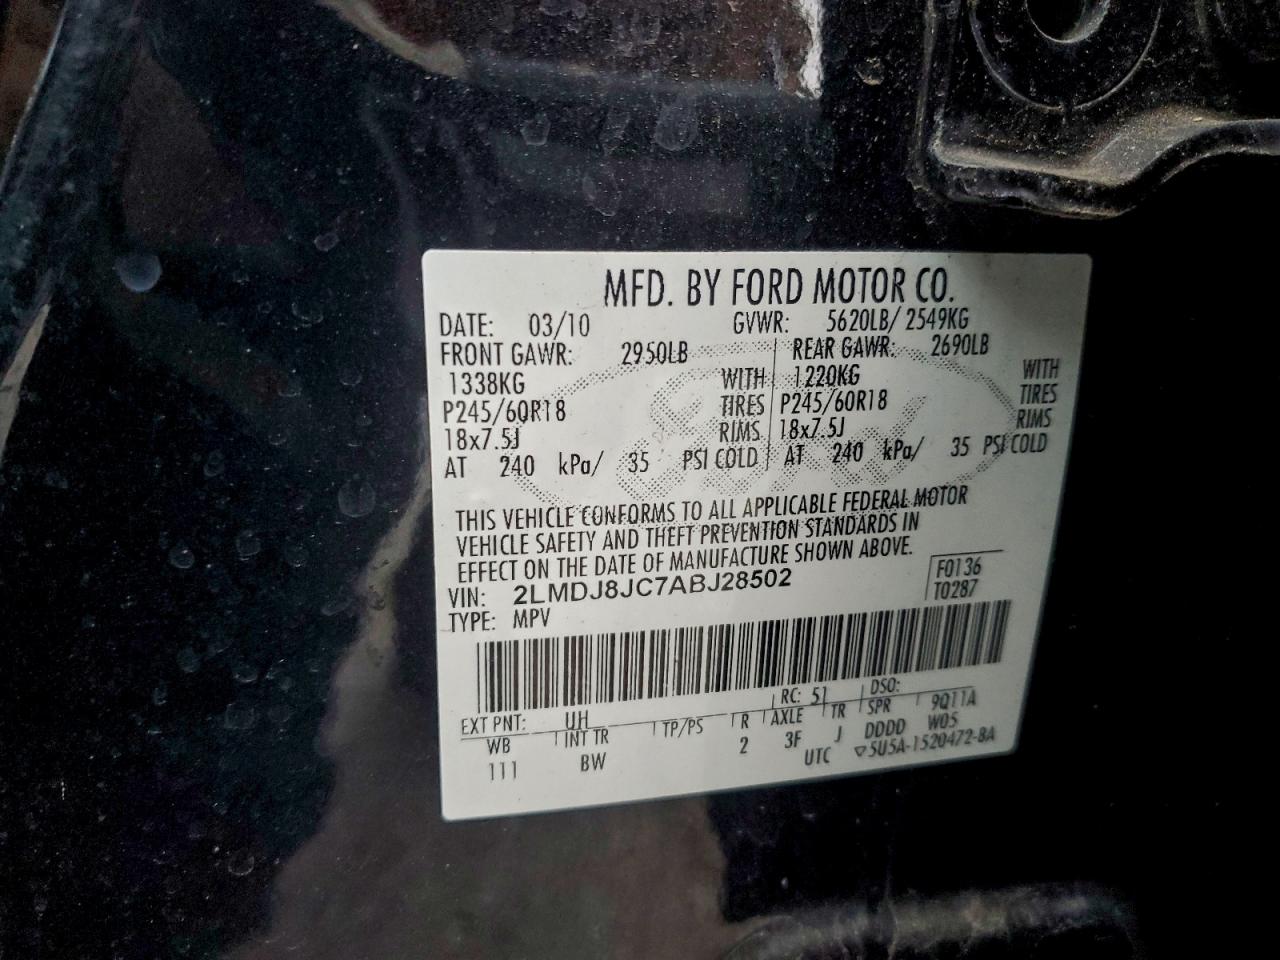 MFD. BY FORD MOTOR CO.
DATE: 03/10 GVWR: 5620LB/ 2549KG
FRONT GAWR: 2950LB REAR GAWR: 2690LB
1338KG WITH 1220KG WITH
P245/60R18 TIRES P245/60R18 TIRES
18x7.5J RIMS 18x7.5J RIMS
AT 240 kPa/ 35 PSI COLD AT 240 kPa/ 35 PSI COLD
THIS VEHICLE CONFORMS TO ALL APPLICABLE FEDERAL MOTOR
VEHICLE SAFETY AND THEFT PREVENTION STANDARDS IN
EFFECT ON THE DATE OF MANUFACTURE SHOWN ABOVE.
VIN: 2LMDJ8JC7ABJ28502 F0136
TYPE: MPV T0287
EXT PNT: UH RC: 51 DSO:
WB INT TR TP/PS R AXLE TR SPR 9Q11A
111 BW 2 3F J DDDD W05
UTC ▽5U5A-1520472-BA